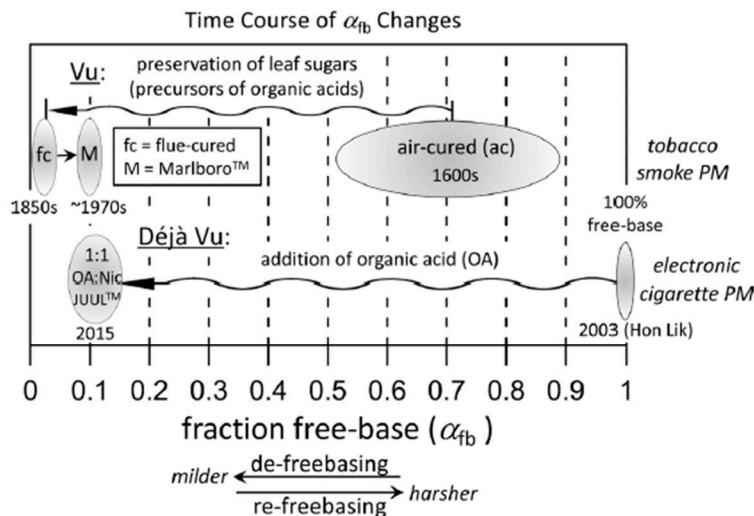 Time Course of αfb Changes
Vu:
preservation of leaf sugars
(precursors of organic acids)
fc
M
fc = flue-cured
M = Marlboro™
air-cured (ac)
1600s
tobacco
smoke PM
1850s
~1970s
100%
free-base
Déjà Vu:
1:1
OA:Nic
JUUL™
addition of organic acid (OA)
electronic
cigarette PM
2015
2003 (Hon Lik)
0 0.1 0.2 0.3 0.4 0.5 0.6 0.7 0.8 0.9 1
fraction free-base (αfb)
milder
de-freebasing
re-freebasing
harsher